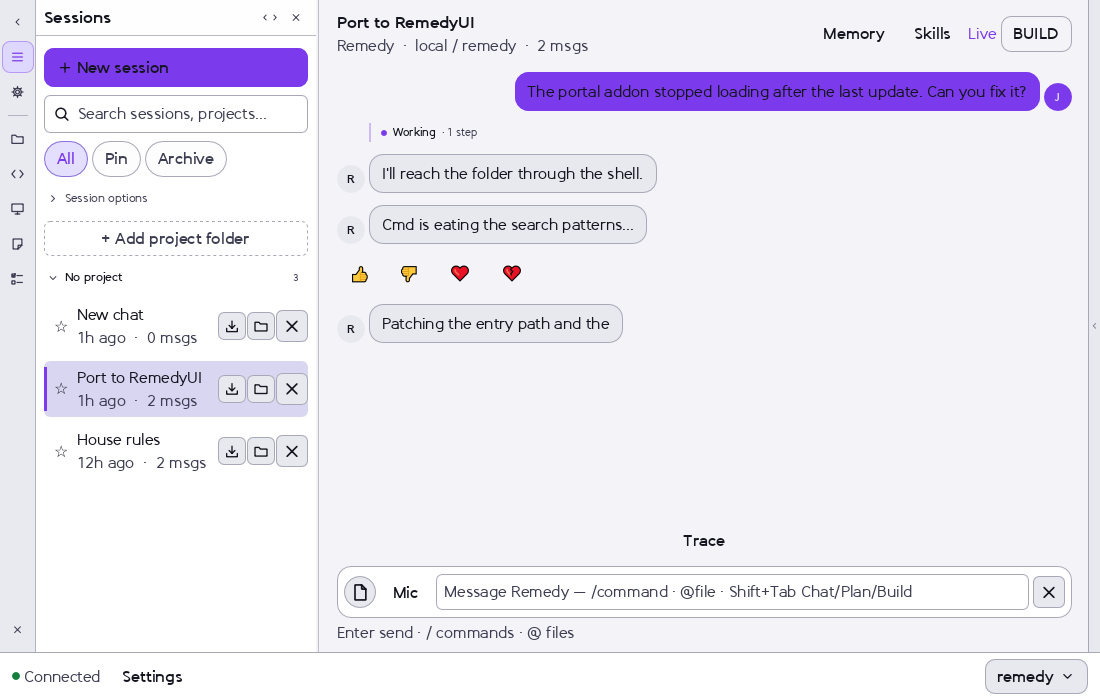 Sessions
+ New session
Search sessions, projects...
All
Pin
Archive
Session options
+ Add project folder
No project
3
New chat
1h ago · 0 msgs
Port to RemedyUI
1h ago · 2 msgs
House rules
12h ago · 2 msgs
Port to RemedyUI
Remedy · local / remedy · 2 msgs
Memory
Skills
Live
BUILD
The portal addon stopped loading after the last update. Can you fix it?
J
Working · 1 step
R
I'll reach the folder through the shell.
R
Cmd is eating the search patterns...
R
Patching the entry path and the
Trace
Mic
Message Remedy — /command · @file · Shift+Tab Chat/Plan/Build
Enter send · / commands · @ files
Connected
Settings
remedy